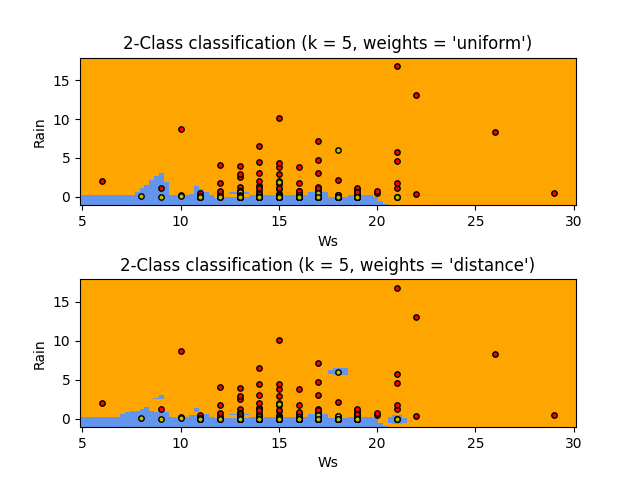 2-Class classification (k = 5, weights = 'uniform')
15
10
5
0
Rain
5 10 15 20 25 30
Ws
2-Class classification (k = 5, weights = 'distance')
15
10
5
0
Rain
5 10 15 20 25 30
Ws